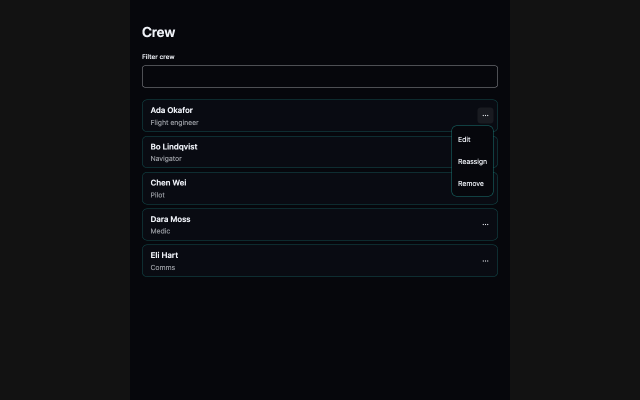 Crew
Filter crew
Ada Okafor
Flight engineer
...
Edit
Reassign
Remove
Bo Lindqvist
Navigator
Chen Wei
Pilot
Dara Moss
Medic
...
Eli Hart
Comms
...